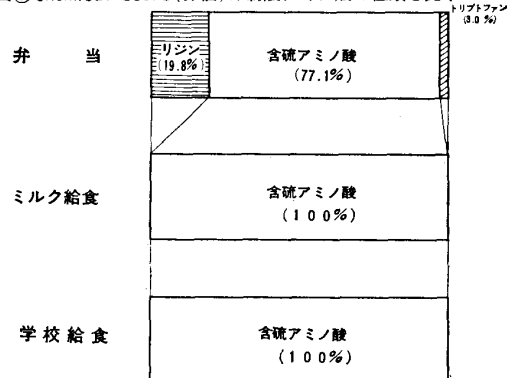 トリプトファン
(3.0 %)
弁当
リジン
(19.8%)
含硫アミノ酸
(77.1%)
ミルク給食
含硫アミノ酸
(100%)
学校給食
含硫アミノ酸
(100%)